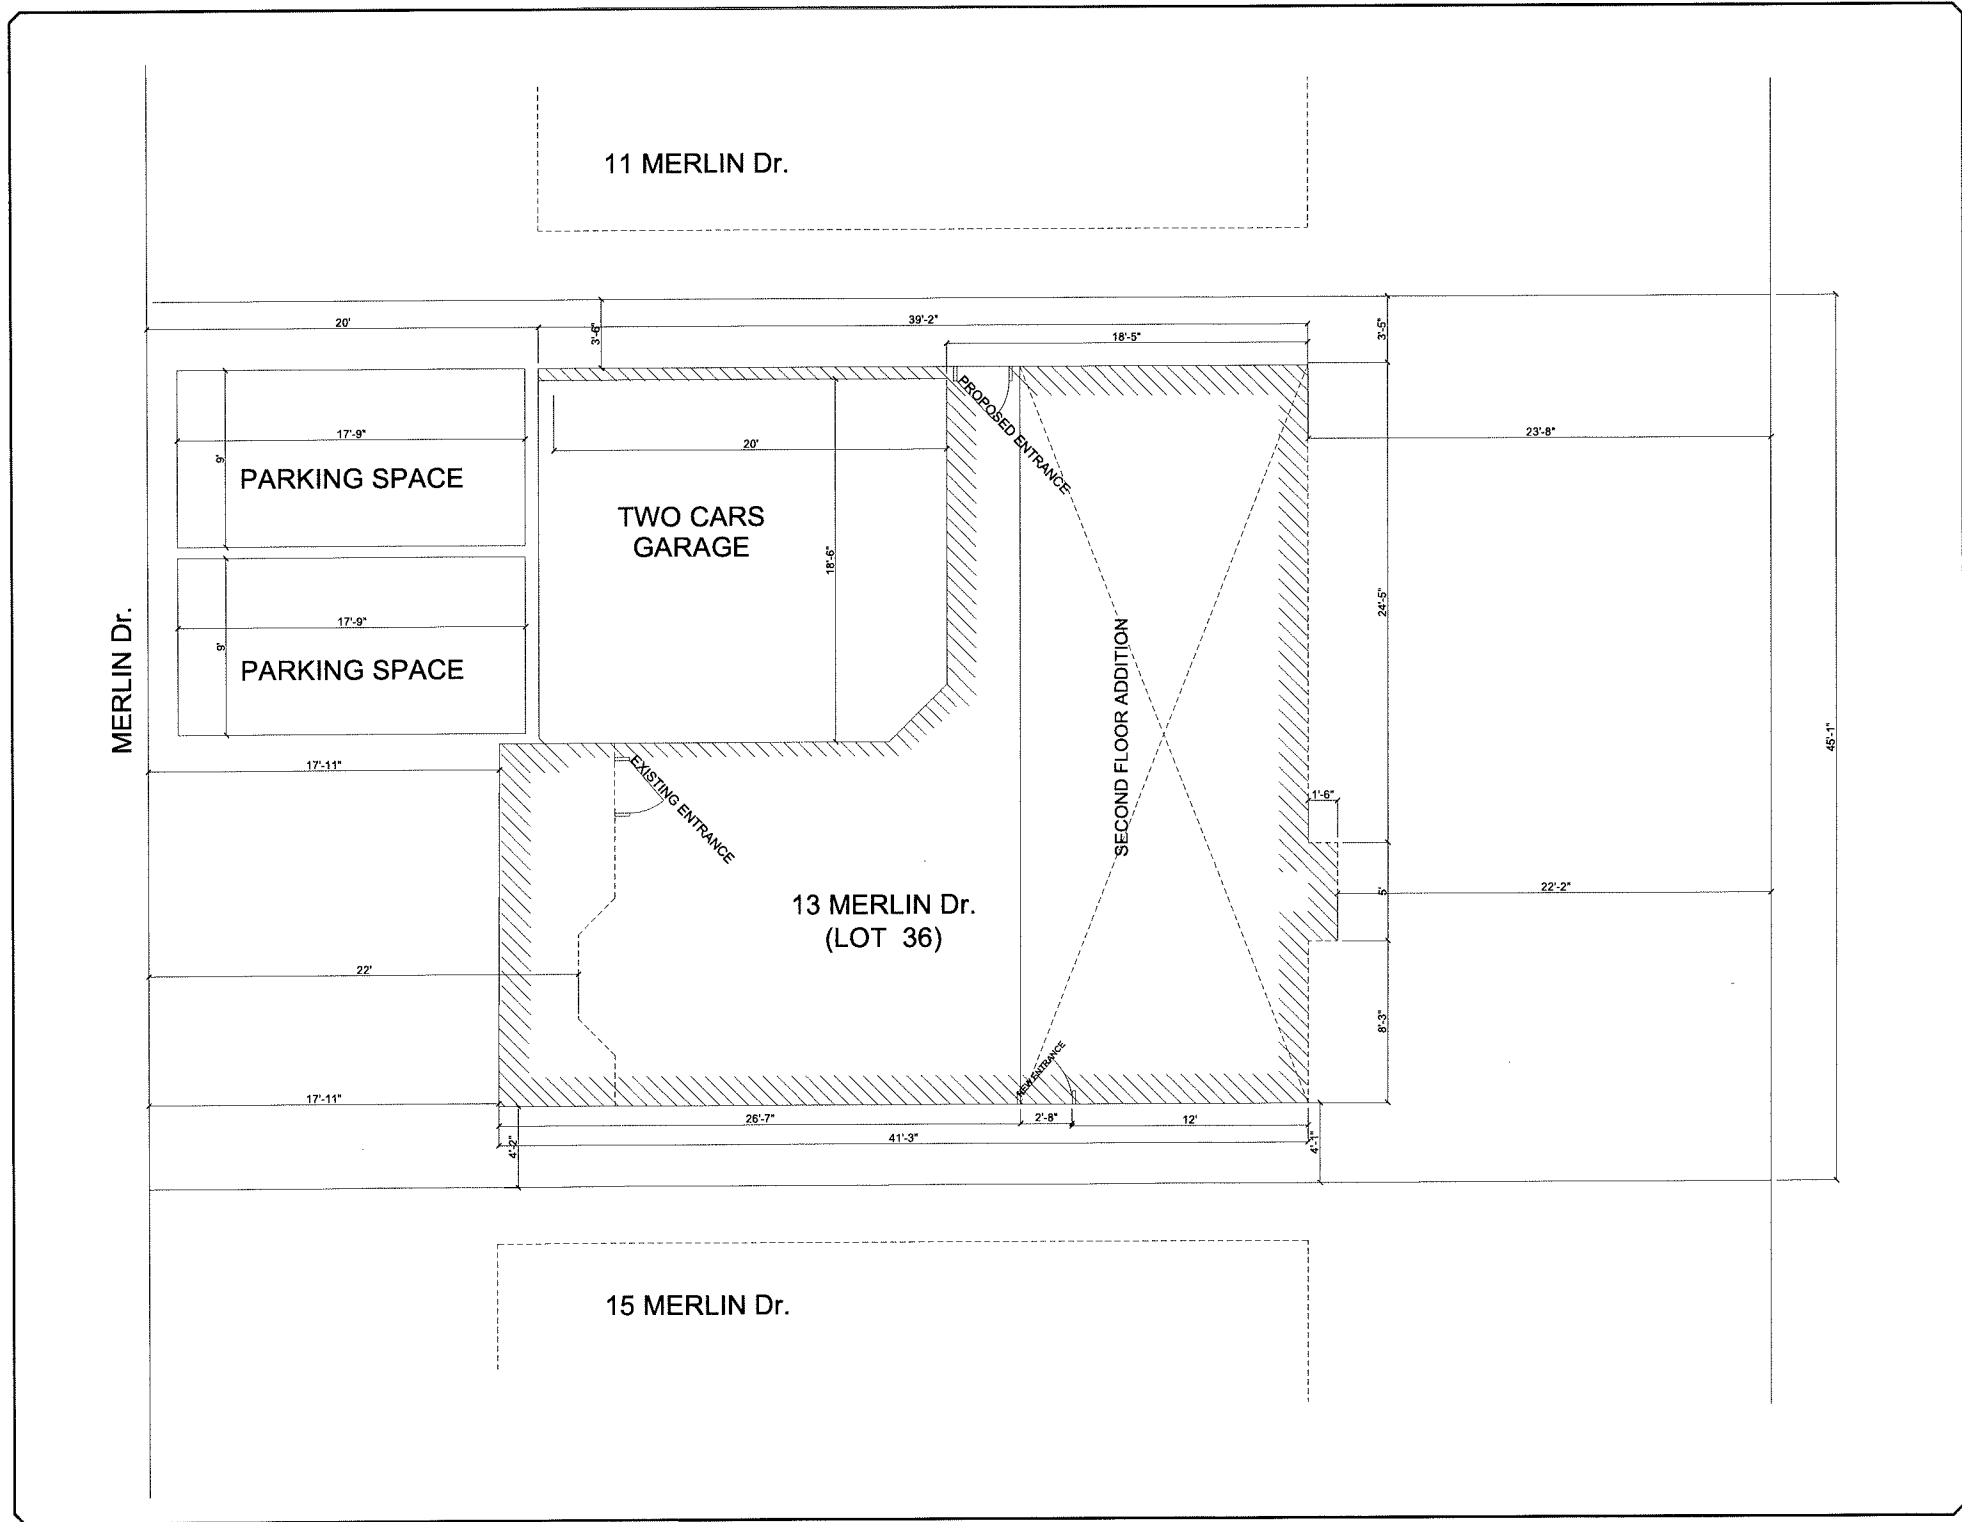 11 MERLIN Dr.
20'
3'-6"
39'-2"
18'-5"
3'-5"
PROPOSED ENTRANCE
17'-9"
9'
PARKING SPACE
20'
23'-8"
TWO CARS
GARAGE
18'-6"
24'-5"
17'-9"
9'
PARKING SPACE
MERLIN Dr.
SECOND FLOOR ADDITION
45'-1"
17'-11"
EXISTING ENTRANCE
1'-6"
13 MERLIN Dr.
(LOT 36)
5'
22'-2"
22'
8'-3"
NEW ENTRANCE
17'-11"
26'-7"
2'-8"
12'
41'-3"
4'-2"
4'-1"
15 MERLIN Dr.